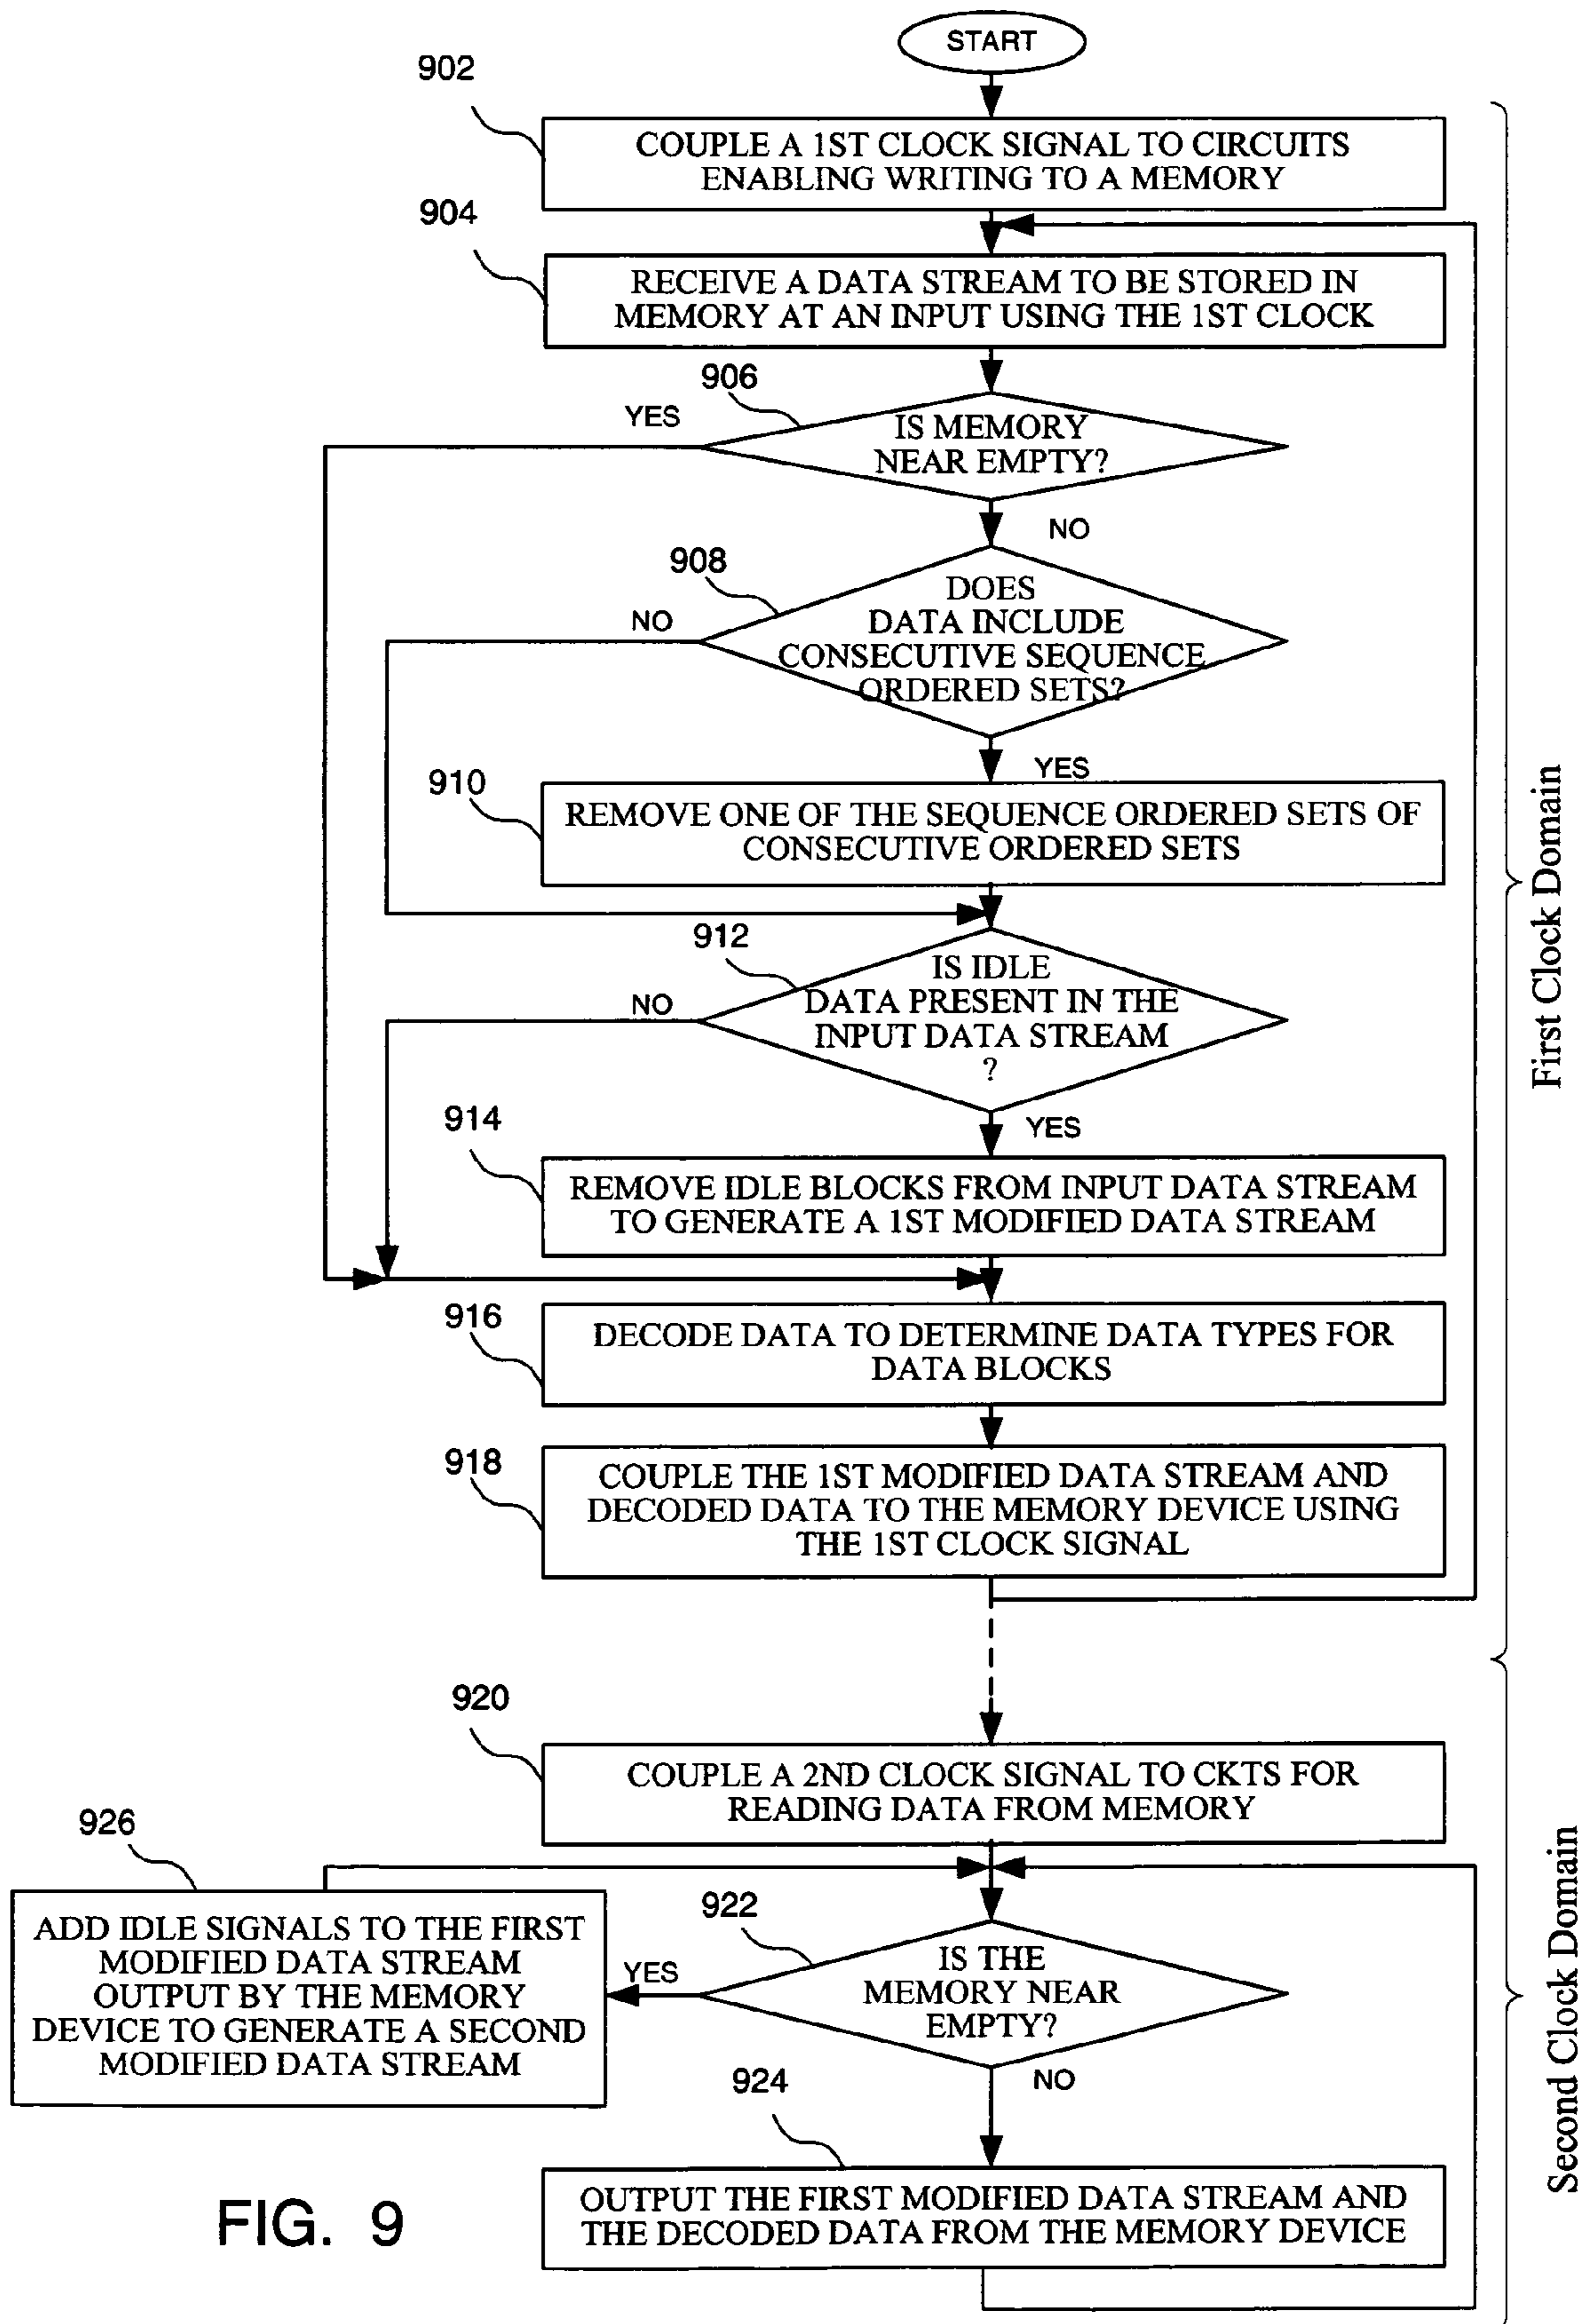 START
902
COUPLE A 1ST CLOCK SIGNAL TO CIRCUITS
ENABLING WRITING TO A MEMORY
904
RECEIVE A DATA STREAM TO BE STORED IN
MEMORY AT AN INPUT USING THE 1ST CLOCK
906
YES
IS MEMORY
NEAR EMPTY?
NO
908
NO
DOES
DATA INCLUDE
CONSECUTIVE SEQUENCE
ORDERED SETS?
YES
910
REMOVE ONE OF THE SEQUENCE ORDERED SETS OF
CONSECUTIVE ORDERED SETS
912
NO
IS IDLE
DATA PRESENT IN THE
INPUT DATA STREAM
?
YES
914
REMOVE IDLE BLOCKS FROM INPUT DATA STREAM
TO GENERATE A 1ST MODIFIED DATA STREAM
916
DECODE DATA TO DETERMINE DATA TYPES FOR
DATA BLOCKS
918
COUPLE THE 1ST MODIFIED DATA STREAM AND
DECODED DATA TO THE MEMORY DEVICE USING
THE 1ST CLOCK SIGNAL
First Clock Domain
920
COUPLE A 2ND CLOCK SIGNAL TO CKTS FOR
READING DATA FROM MEMORY
926
ADD IDLE SIGNALS TO THE FIRST
MODIFIED DATA STREAM
OUTPUT BY THE MEMORY
DEVICE TO GENERATE A SECOND
MODIFIED DATA STREAM
922
YES
IS THE
MEMORY NEAR
EMPTY?
NO
924
OUTPUT THE FIRST MODIFIED DATA STREAM AND
THE DECODED DATA FROM THE MEMORY DEVICE
Second Clock Domain
FIG. 9